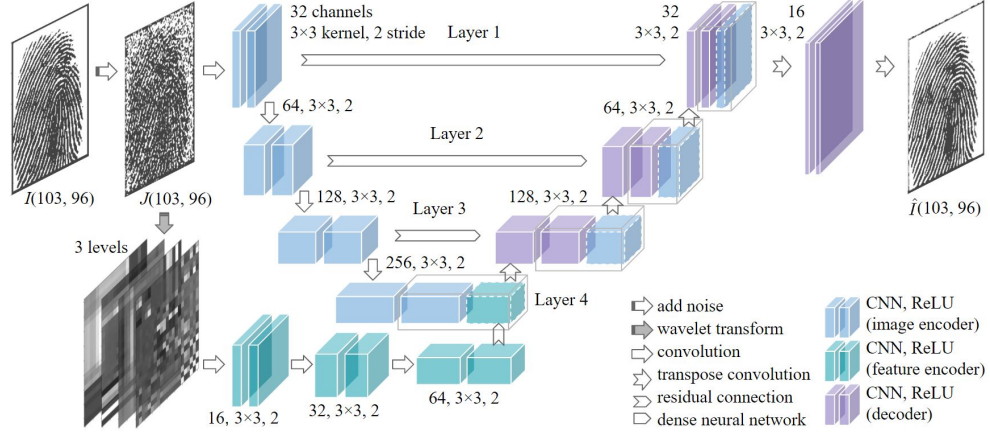 32 channels
3×3 kernel, 2 stride
Layer 1
32
3×3, 2
16
3×3, 2
64, 3×3, 2
64, 3×3, 2
Layer 2
I(103, 96)
J(103, 96)
Î(103, 96)
128, 3×3, 2
128, 3×3, 2
Layer 3
3 levels
256, 3×3, 2
Layer 4
16, 3×3, 2
32, 3×3, 2
64, 3×3, 2
add noise
wavelet transform
convolution
transpose convolution
residual connection
dense neural network
CNN, ReLU
(image encoder)
CNN, ReLU
(feature encoder)
CNN, ReLU
(decoder)